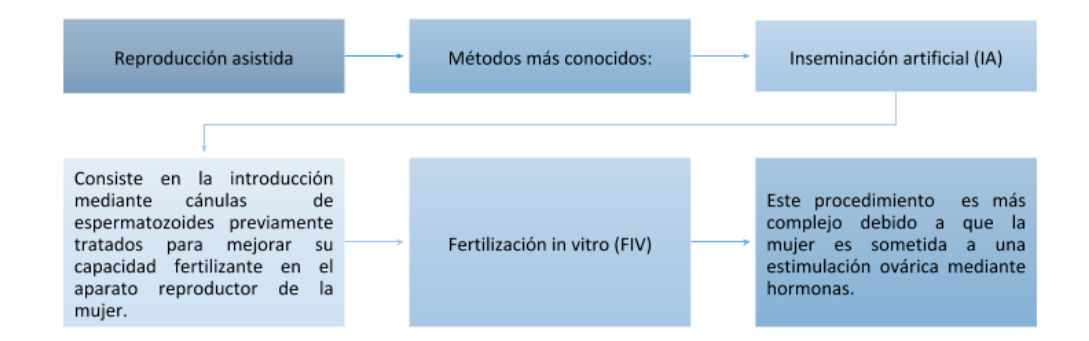 Reproducción asistida
Métodos más conocidos:
Inseminación artificial (IA)
Consiste en la introducción
mediante cánulas de
espermatozoides previamente
tratados para mejorar su
capacidad fertilizante en el
aparato reproductor de la
mujer.
Fertilización in vitro (FIV)
Este procedimiento es más
complejo debido a que la
mujer es sometida a una
estimulación ovárica mediante
hormonas.